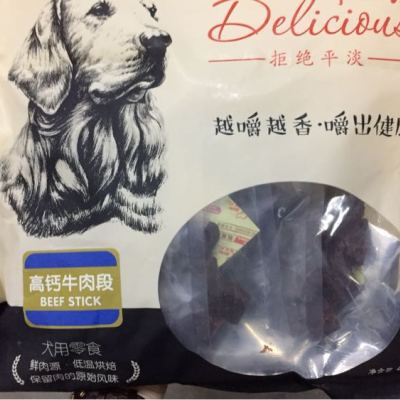 Delicious
拒绝平淡
越嚼越香·嚼出健康
高钙牛肉段
BEEF STICK
犬用零食
鲜肉源·低温烘焙
保留肉的原始风味